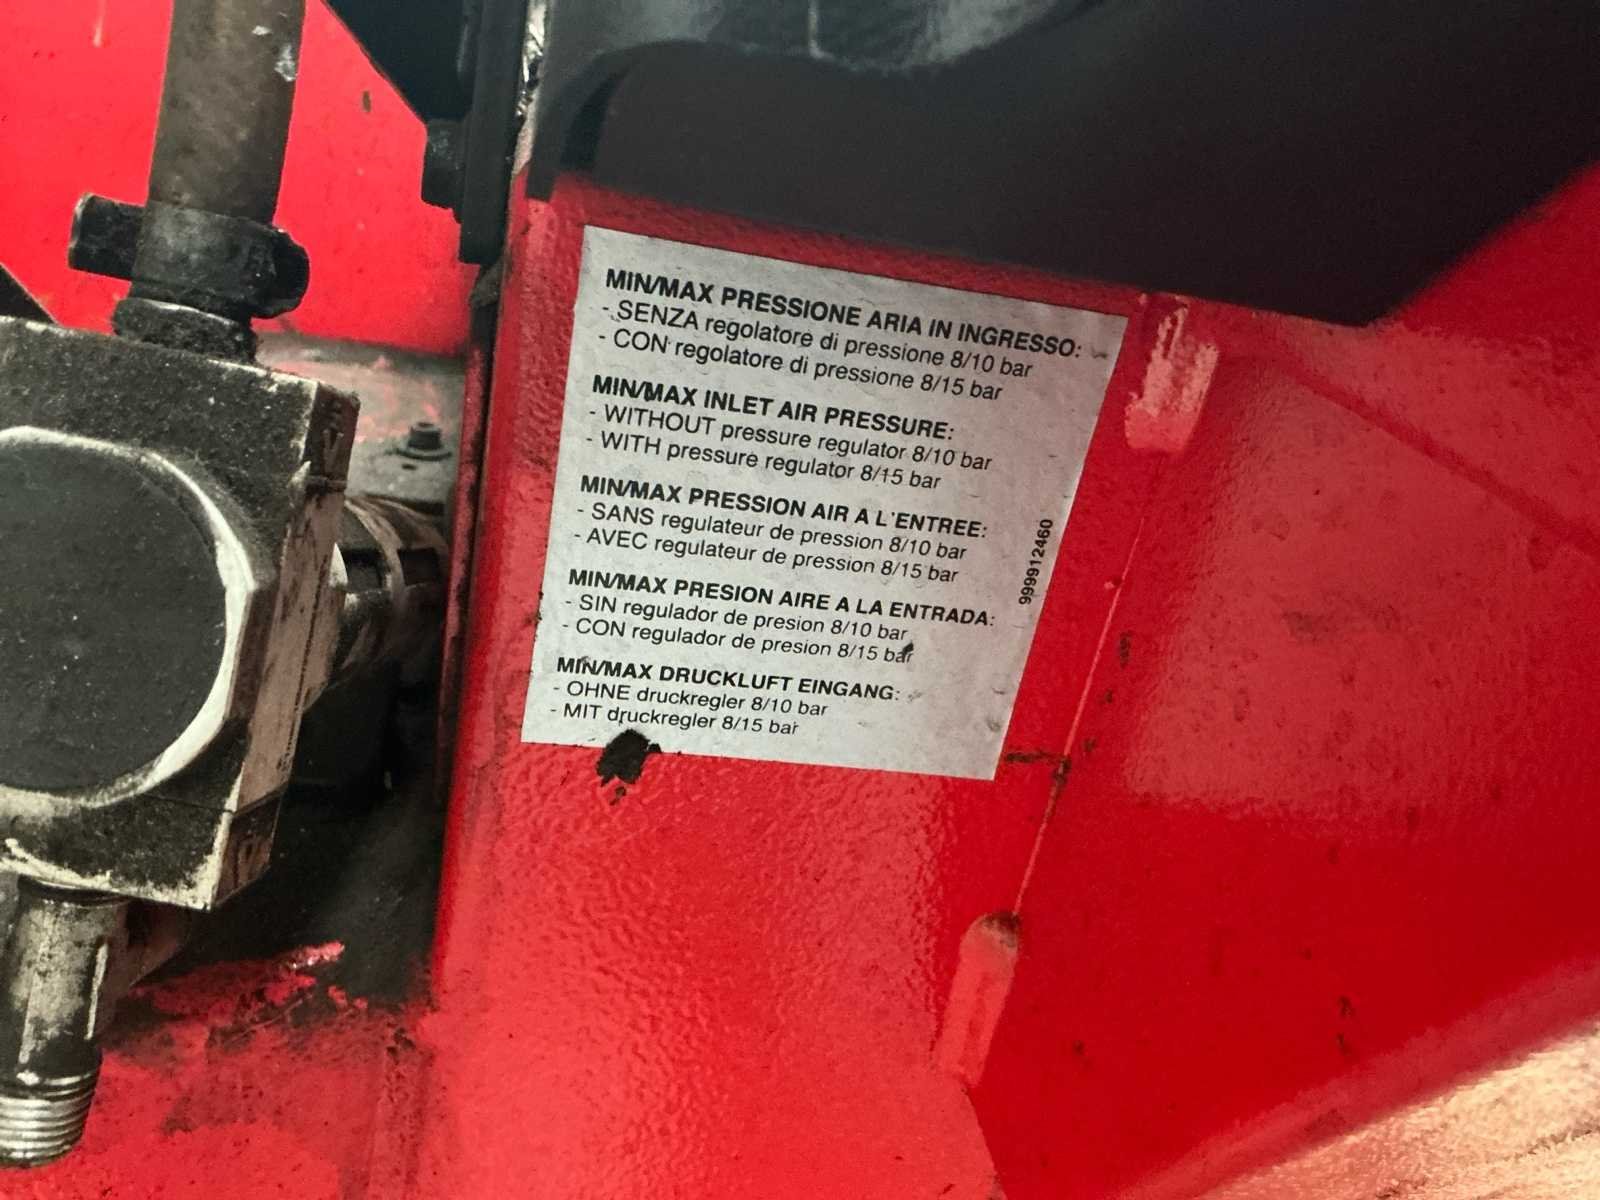 MIN/MAX PRESSIONE ARIA IN INGRESSO:
- SENZA regolatore di pressione 8/10 bar
- CON regolatore di pressione 8/15 bar
MIN/MAX INLET AIR PRESSURE:
- WITHOUT pressure regulator 8/10 bar
- WITH pressure regulator 8/15 bar
MIN/MAX PRESSION AIR A L'ENTREE:
- SANS regulateur de pression 8/10 bar
- AVEC regulateur de pression 8/15 bar
MIN/MAX PRESION AIRE A LA ENTRADA:
- SIN regulador de presion 8/10 bar
- CON regulador de presion 8/15 bar
MIN/MAX DRUCKLUFT EINGANG:
- OHNE druckregler 8/10 bar
- MIT druckregler 8/15 bar
999912460